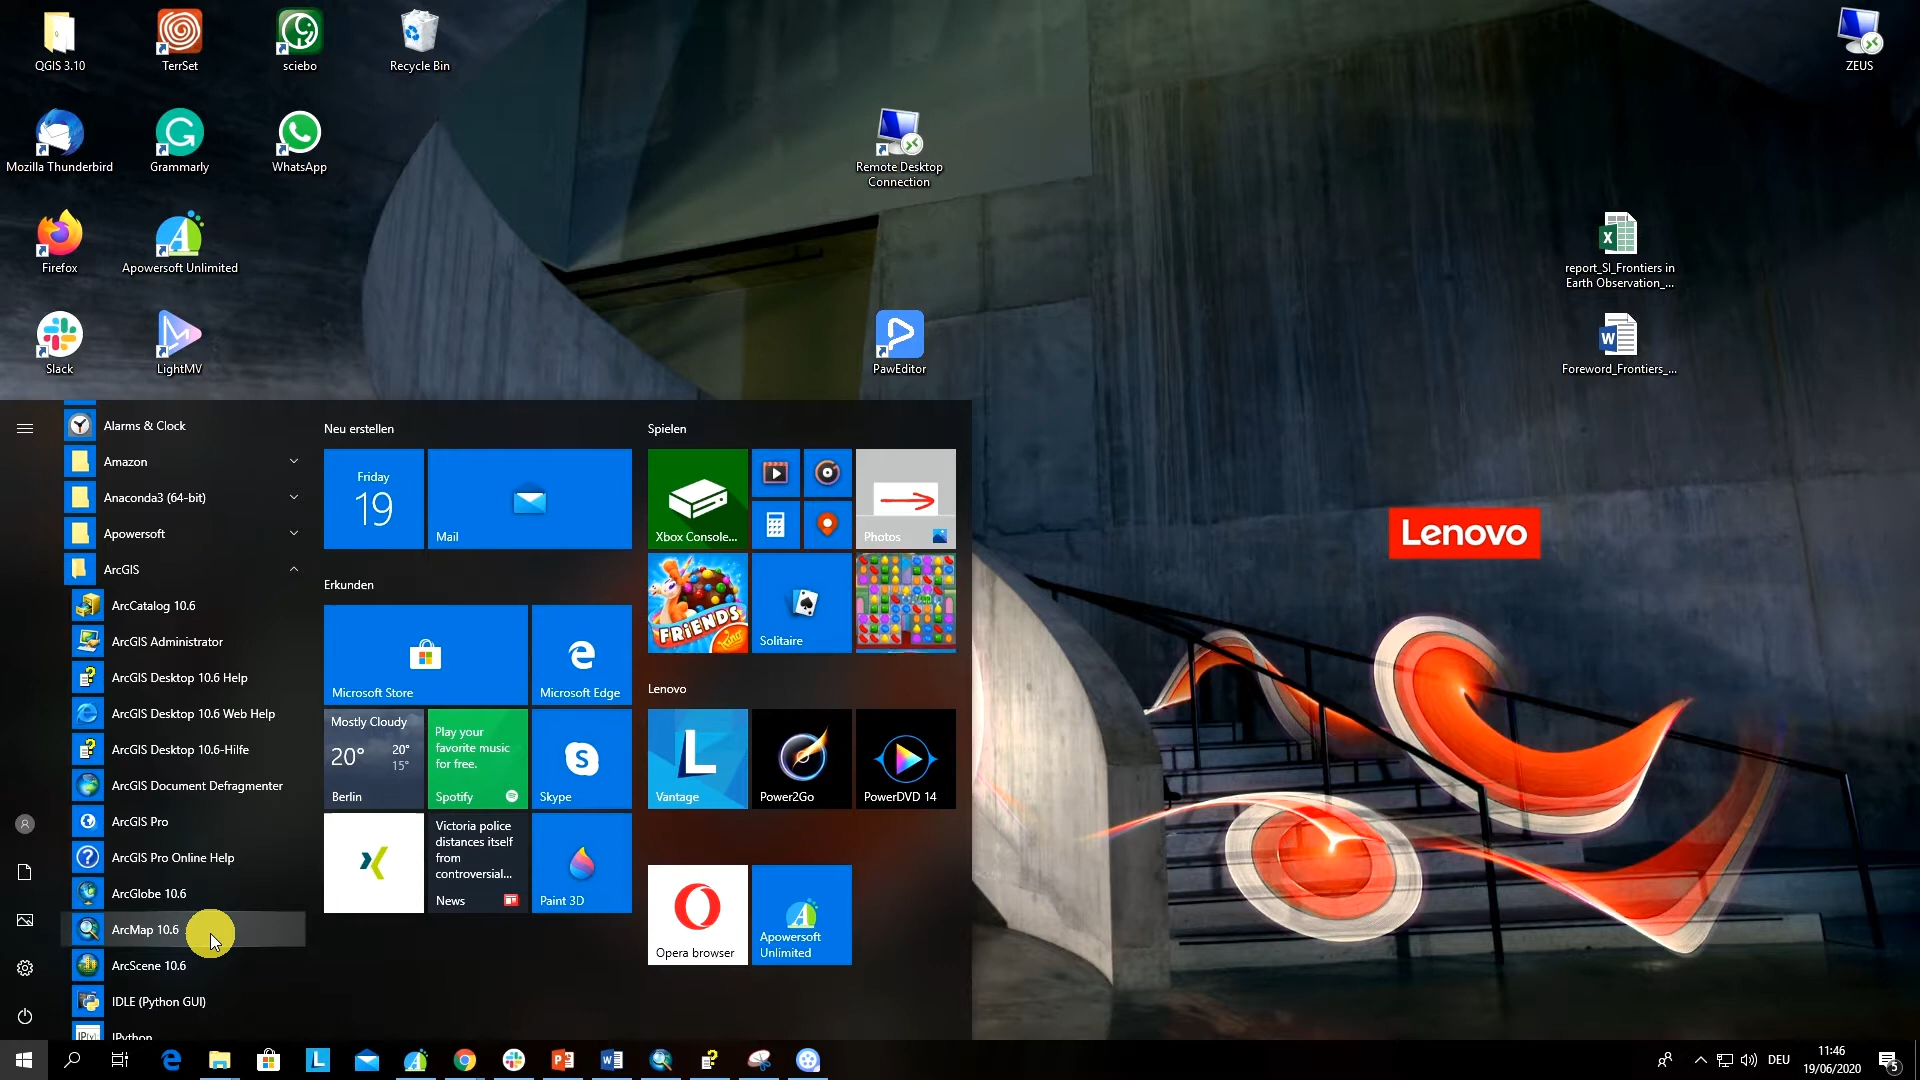 QGIS 3.10
TerrSet
sciebo
Recycle Bin
ZEUS
Mozilla Thunderbird
Grammarly
WhatsApp
Remote Desktop
Connection
Firefox
Apowersoft Unlimited
report_SI_Frontiers in
Earth Observation_...
Slack
LightMV
PawEditor
Foreword_Frontiers_...
Lenovo
Alarms & Clock
Amazon
Anaconda3 (64-bit)
Apowersoft
ArcGIS
ArcCatalog 10.6
ArcGIS Administrator
ArcGIS Desktop 10.6 Help
ArcGIS Desktop 10.6 Web Help
ArcGIS Desktop 10.6-Hilfe
ArcGIS Document Defragmenter
ArcGIS Pro
ArcGIS Pro Online Help
ArcGlobe 10.6
ArcMap 10.6
ArcScene 10.6
IDLE (Python GUI)
IPython
Neu erstellen
Friday
19
Mail
Erkunden
Microsoft Store
Microsoft Edge
Mostly Cloudy
20°
20°
15°
Berlin
Play your
favorite music
for free.
Spotify
Skype
Victoria police
distances itself
from
controversial...
News
Paint 3D
Spielen
Xbox Console...
Photos
FRIENDS
King
Solitaire
Lenovo
Vantage
Power2Go
PowerDVD 14
Opera browser
Apowersoft
Unlimited
DEU
11:46
19/06/2020
5